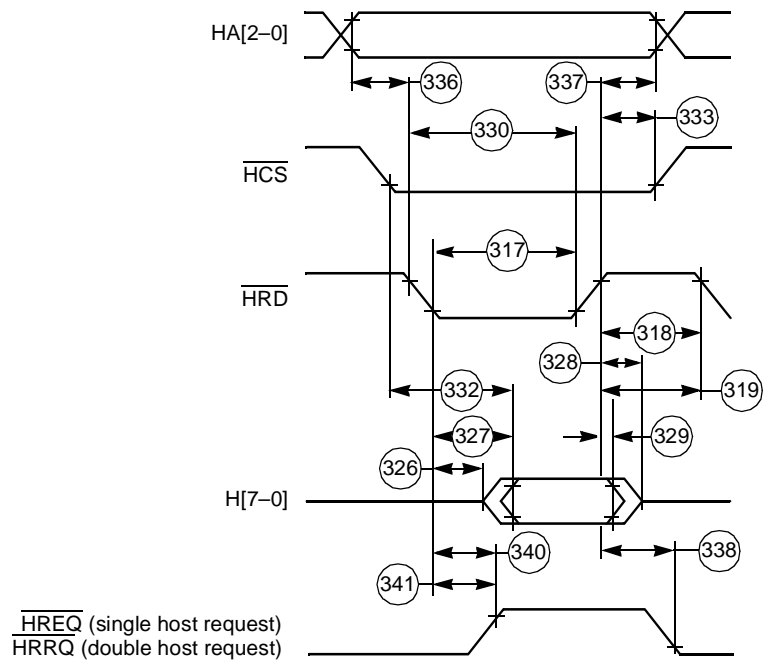 HA[2–0]
336
337
333
330
HCS
317
HRD
318
328
332
319
327
329
326
H[7–0]
340
338
341
HREQ (single host request)
HRRQ (double host request)